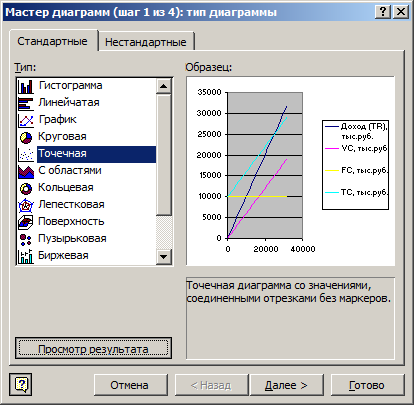 Мастер диаграмм (шаг 1 из 4): тип диаграммы
Стандартные Нестандартные
Тип:
Гистограмма
Линейчатая
График
Круговая
Точечная
С областями
Кольцевая
Лепестковая
Поверхность
Пузырьковая
Биржевая
Образец:
35000
30000
25000
20000
15000
10000
5000
0
0 20000 40000
Доход (TR),
тыс.руб.
VC, тыс.руб.
FC, тыс.руб.
TC, тыс.руб.
Точечная диаграмма со значениями,
соединенными отрезками без маркеров.
Просмотр результата
Отмена < Назад Далее > Готово